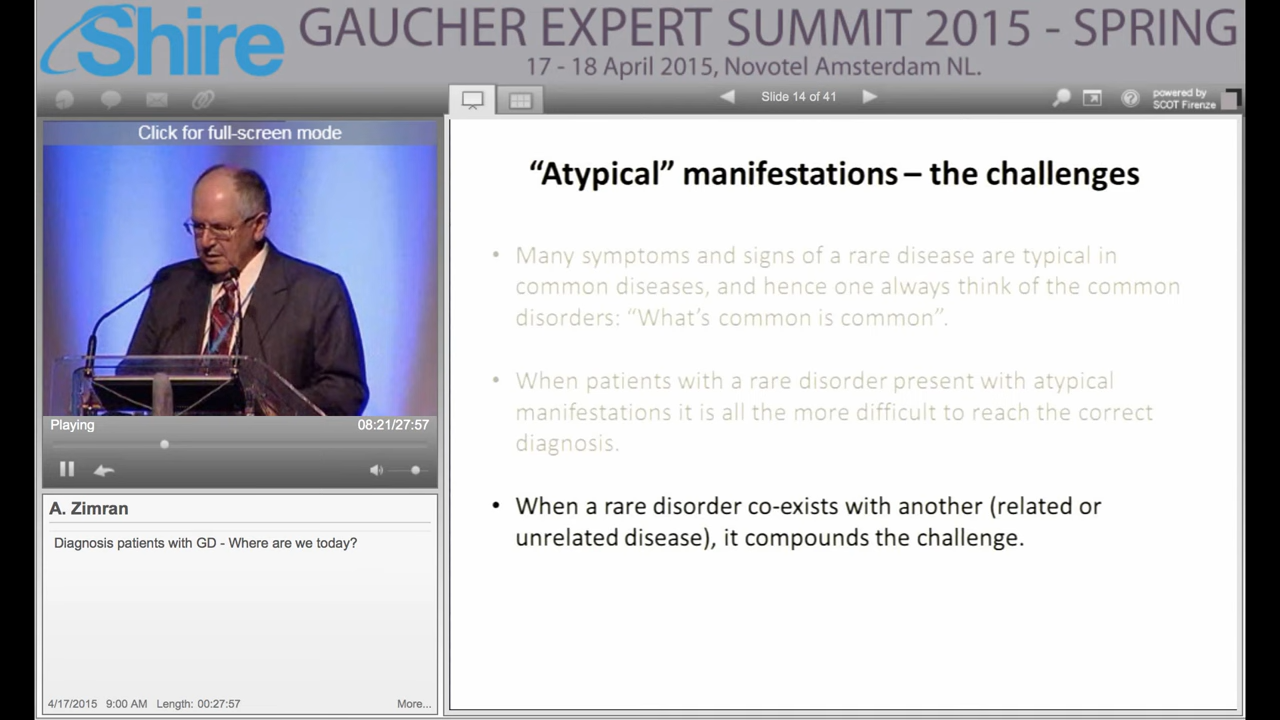 Shire
GAUCHER EXPERT SUMMIT 2015 - SPRING
17 - 18 April 2015, Novotel Amsterdam NL.
Slide 14 of 41
powered by
SCOT Firenze
Click for full-screen mode
Playing
08:21/27:57
A. Zimran
Diagnosis patients with GD - Where are we today?
4/17/2015 9:00 AM Length: 00:27:57
More...
“Atypical” manifestations – the challenges
• Many symptoms and signs of a rare disease are typical in
common diseases, and hence one always think of the common
disorders: “What’s common is common”.
• When patients with a rare disorder present with atypical
manifestations it is all the more difficult to reach the correct
diagnosis.
• When a rare disorder co-exists with another (related or
unrelated disease), it compounds the challenge.